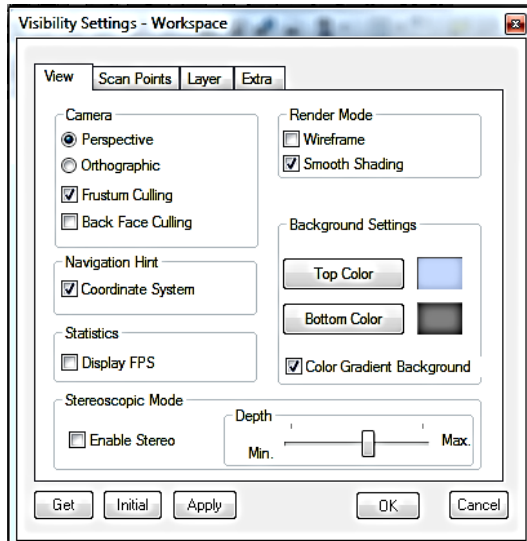 Visibility Settings - Workspace
View Scan Points Layer Extra
Camera
Perspective
Orthographic
Frustum Culling
Back Face Culling
Render Mode
Wireframe
Smooth Shading
Navigation Hint
Coordinate System
Background Settings
Top Color
Bottom Color
Color Gradient Background
Statistics
Display FPS
Stereoscopic Mode
Enable Stereo
Depth
Min. Max.
Get Initial Apply OK Cancel